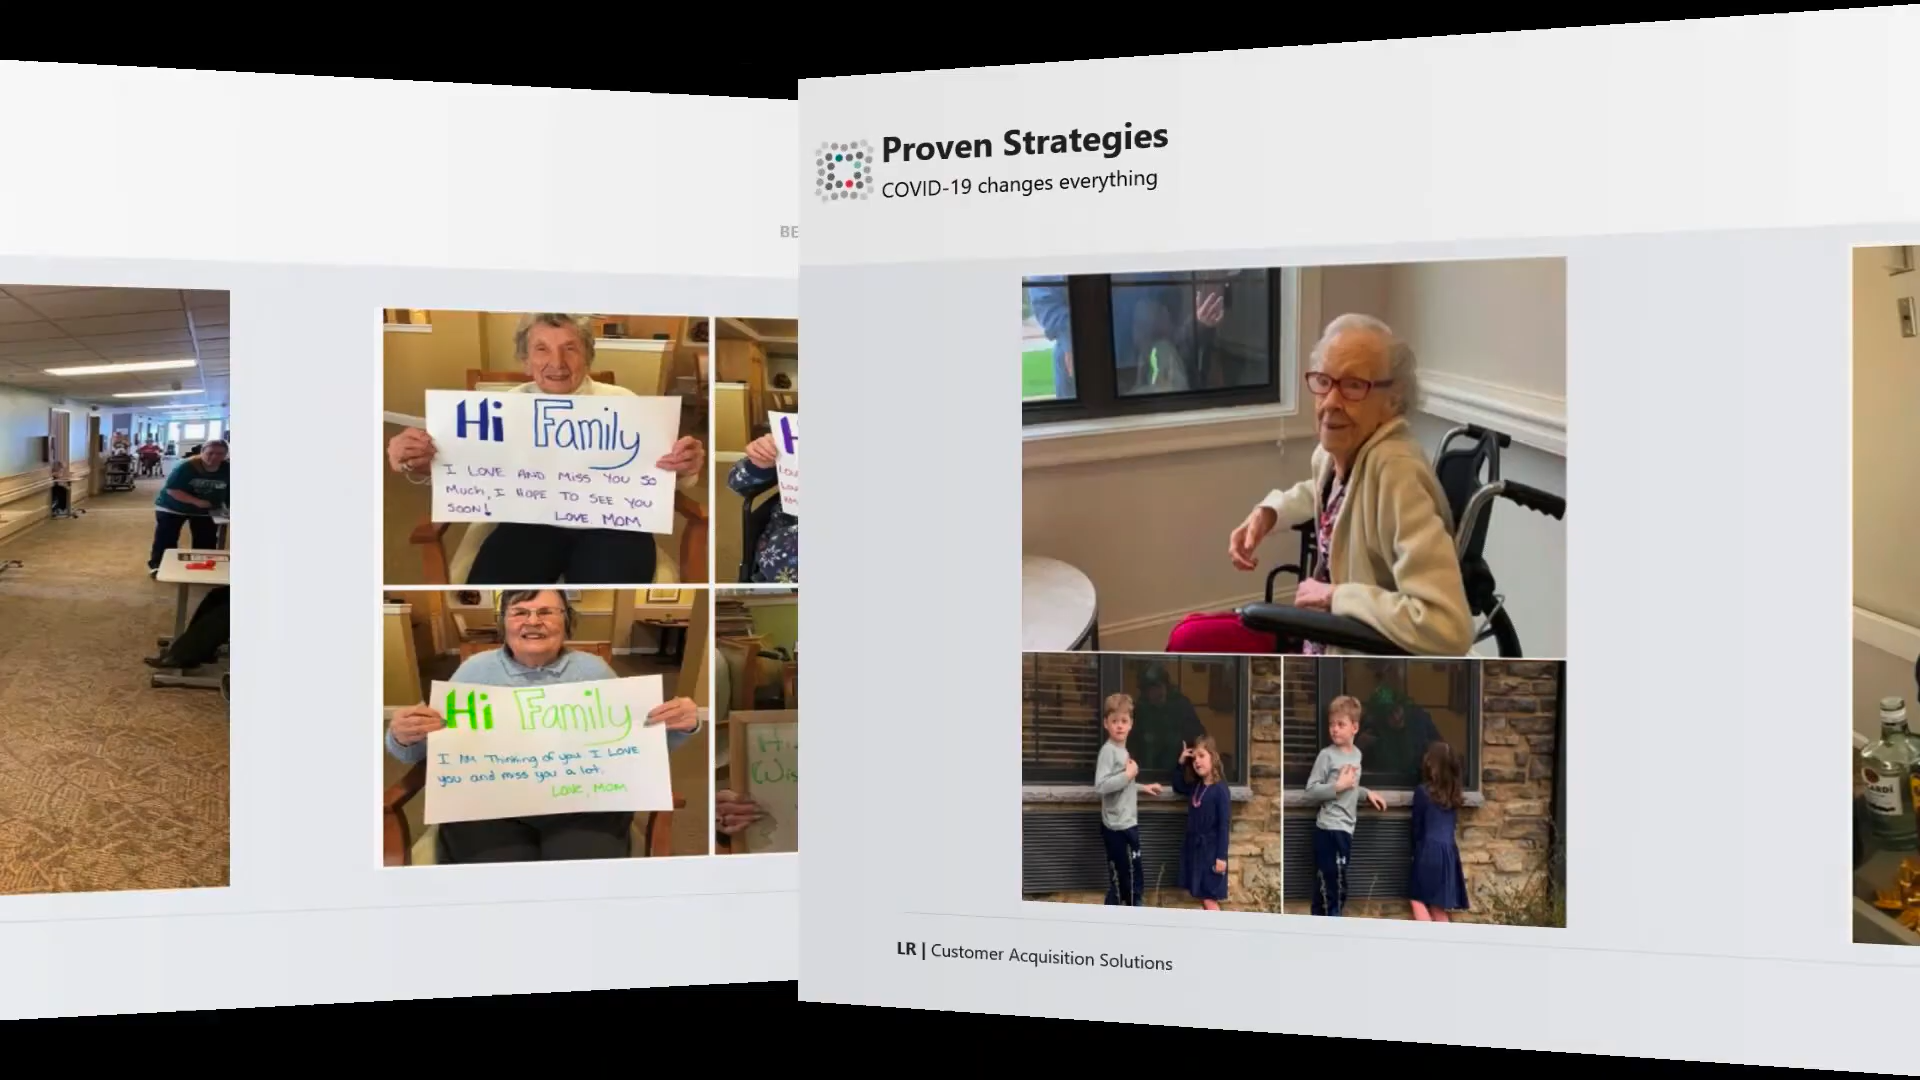 BE
Hi Family
I LOVE AND MISS YOU SO
Much, I HOPE TO SEE YOU
SOON!
LOVE, MOM
Hi Family
I AM Thinking of you. I LOVE
you and miss you a lot.
LOVE, MOM
Proven Strategies
COVID-19 changes everything
LR | Customer Acquisition Solutions